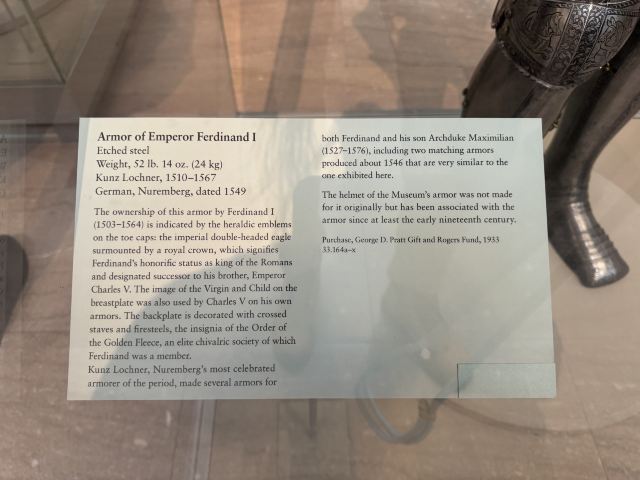 Armor of Emperor Ferdinand I
Etched steel
Weight, 52 lb. 14 oz. (24 kg)
Kunz Lochner, 1510–1567
German, Nuremberg, dated 1549
The ownership of this armor by Ferdinand I
(1503–1564) is indicated by the heraldic emblems
on the toe caps: the imperial double-headed eagle
surmounted by a royal crown, which signifies
Ferdinand's honorific status as king of the Romans
and designated successor to his brother, Emperor
Charles V. The image of the Virgin and Child on the
breastplate was also used by Charles V on his own
armors. The backplate is decorated with crossed
staves and firesteels, the insignia of the Order of
the Golden Fleece, an elite chivalric society of which
Ferdinand was a member.
Kunz Lochner, Nuremberg's most celebrated
armorer of the period, made several armors for
both Ferdinand and his son Archduke Maximilian
(1527–1576), including two matching armors
produced about 1546 that are very similar to the
one exhibited here.
The helmet of the Museum's armor was not made
for it originally but has been associated with the
armor since at least the early nineteenth century.
Purchase, George D. Pratt Gift and Rogers Fund, 1933
33.164a–x